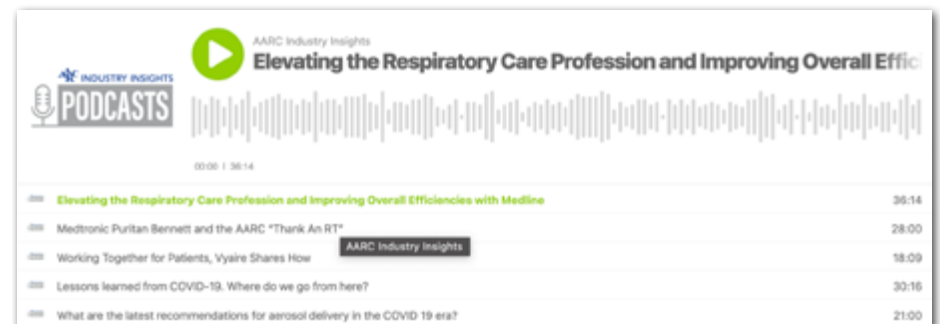 AARC Industry Insights
Elevating the Respiratory Care Profession and Improving Overall Effic
INDUSTRY INSIGHTS
PODCASTS
00:00 | 36:14
Elevating the Respiratory Care Profession and Improving Overall Efficiencies with Medline 36:14
Medtronic Puritan Bennett and the AARC "Thank An RT" 28:00
AARC Industry Insights
Working Together for Patients, Vyaire Shares How 18:09
Lessons learned from COVID-19. Where do we go from here? 30:16
What are the latest recommendations for aerosol delivery in the COVID 19 era? 21:00